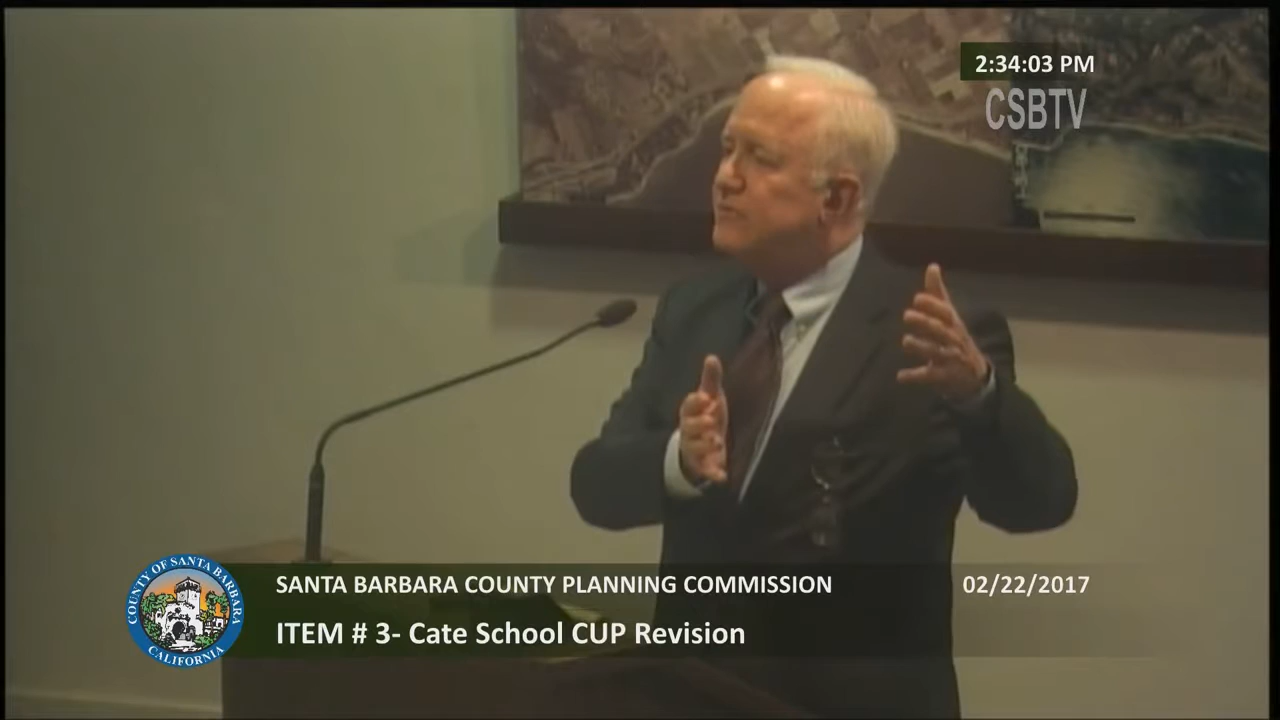 2:34:03 PM
CSBTV
COUNTY OF SANTA BARBARA
CALIFORNIA
SANTA BARBARA COUNTY PLANNING COMMISSION
02/22/2017
ITEM # 3- Cate School CUP Revision